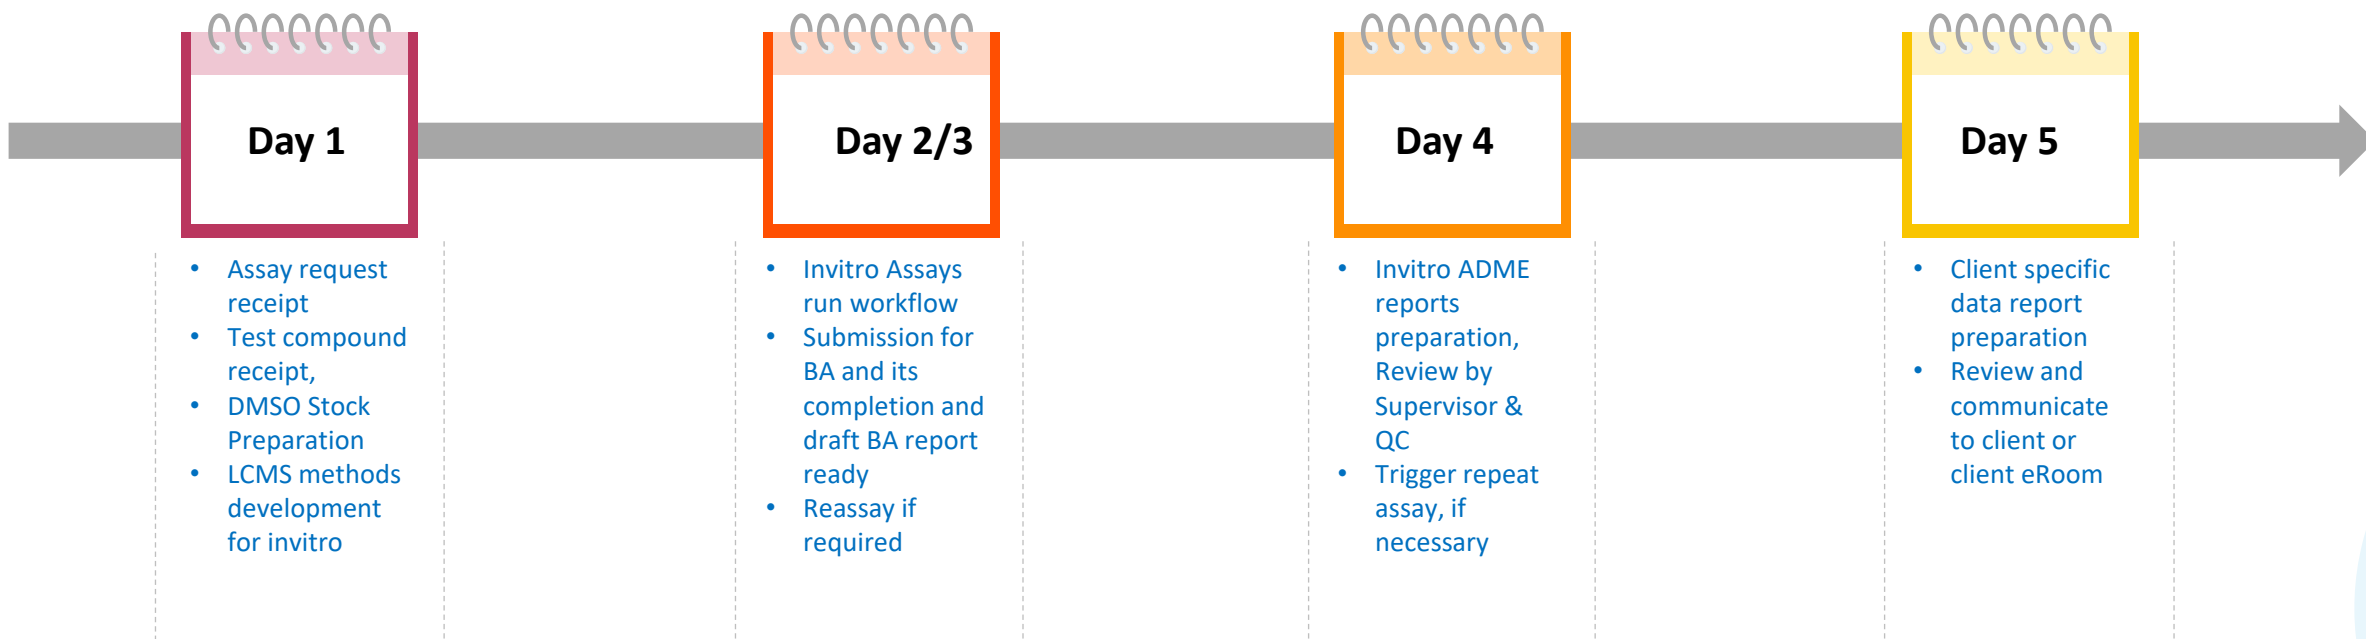 Day 1
• Assay request
receipt
• Test compound
receipt,
• DMSO Stock
Preparation
• LCMS methods
development
for invitro
Day 2/3
• Invitro Assays
run workflow
• Submission for
BA and its
completion and
draft BA report
ready
• Reassay if
required
Day 4
• Invitro ADME
reports
preparation,
Review by
Supervisor &
QC
• Trigger repeat
assay, if
necessary
Day 5
• Client specific
data report
preparation
• Review and
communicate
to client or
client eRoom